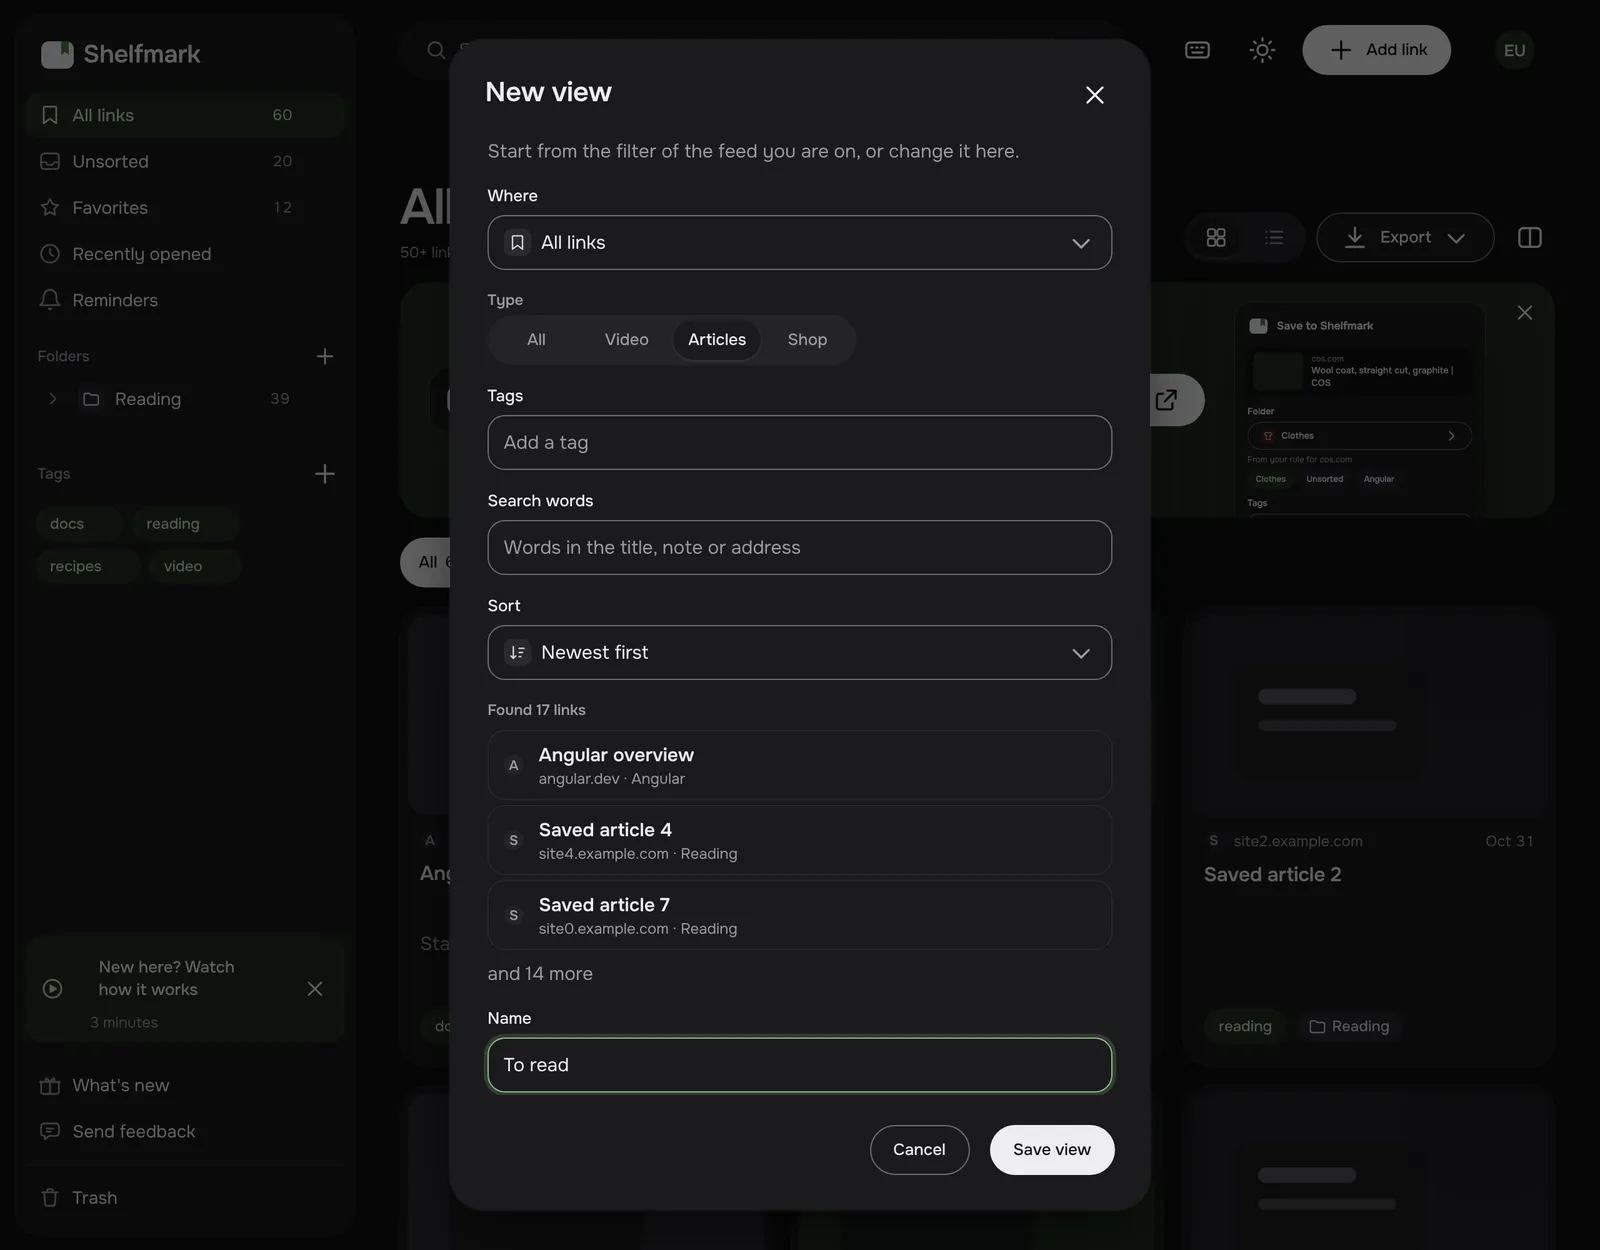 Shelfmark
All links 60
Unsorted 20
Favorites 12
Recently opened
Reminders
Folders
Reading 39
Tags
docs reading
recipes video
New here? Watch
how it works
3 minutes
What's new
Send feedback
Trash
Add link
EU
All
50+
Export
Save to Shelfmark
cos.com
Wool coat, straight cut, graphite |
COS
Folder
Clothes
From your rule for cos.com
Clothes Unsorted Angular
Tags
All
A
S site2.example.com Oct 31
Saved article 2
reading Reading
New view
Start from the filter of the feed you are on, or change it here.
Where
All links
Type
All Video Articles Shop
Tags
Add a tag
Search words
Words in the title, note or address
Sort
Newest first
Found 17 links
A Angular overview
angular.dev · Angular
S Saved article 4
site4.example.com · Reading
S Saved article 7
site0.example.com · Reading
and 14 more
Name
To read
Cancel Save view